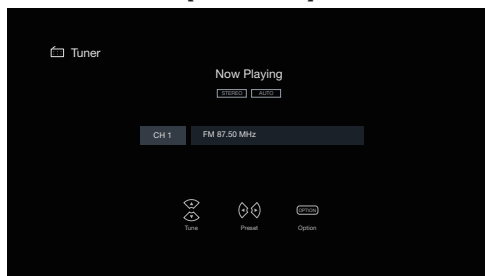 Tuner
Now Playing
STEREO AUTO
CH 1 FM 87.50 MHz
OPTION
Tune Preset Option